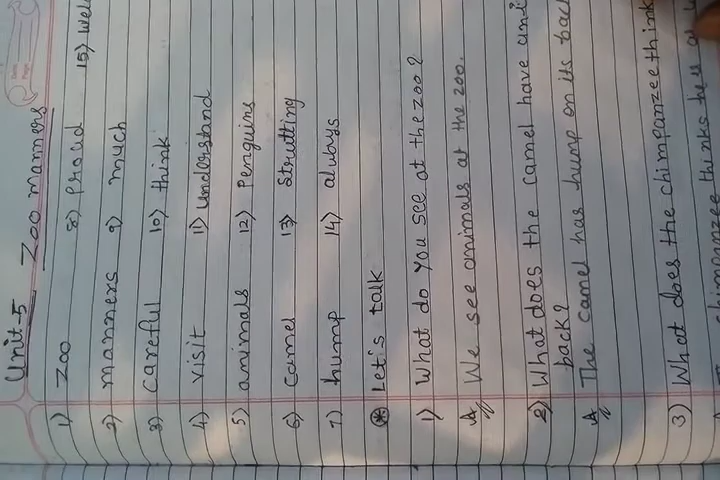 Unit-5 Zoo manners
1) Zoo 8) proud 15)
2) manners 9) much
3) careful 10) think
4) visit 11) understand
5) animals 12) Penguins
6) camel 13) Strutting
7) hump 14) always
Let's talk
1) What do you see at the zoo?
A We see animals at the zoo.
2) What does the camel have on it
back?
A The camel has hump on its back
3) What does the chimpanzee think
chimpanzee thinks